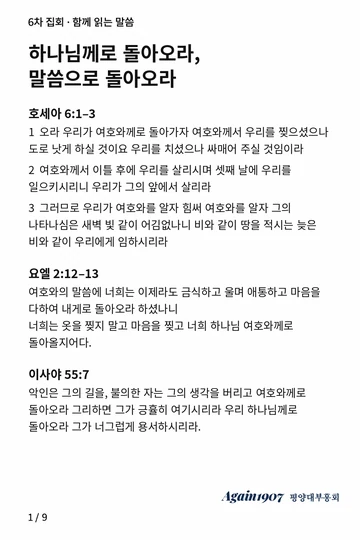 6차 집회 · 함께 읽는 말씀
하나님께로 돌아오라,
말씀으로 돌아오라
호세아 6:1–3
1 오라 우리가 여호와께로 돌아가자 여호와께서 우리를 찢으셨으나
도로 낫게 하실 것이요 우리를 치셨으나 싸매어 주실 것임이라
2 여호와께서 이틀 후에 우리를 살리시며 셋째 날에 우리를
일으키시리니 우리가 그의 앞에서 살리라
3 그러므로 우리가 여호와를 알자 힘써 여호와를 알자 그의
나타나심은 새벽 빛 같이 어김없나니 비와 같이 땅을 적시는 늦은
비와 같이 우리에게 임하시리라
요엘 2:12–13
여호와의 말씀에 너희는 이제라도 금식하고 울며 애통하고 마음을
다하여 내게로 돌아오라 하셨나니
너희는 옷을 찢지 말고 마음을 찢고 너희 하나님 여호와께로
돌아올지어다.
이사야 55:7
악인은 그의 길을, 불의한 자는 그의 생각을 버리고 여호와께로
돌아오라 그리하면 그가 긍휼히 여기시리라 우리 하나님께로
돌아오라 그가 너그럽게 용서하시리라.
Again1907 평양대부흥회
1 / 9